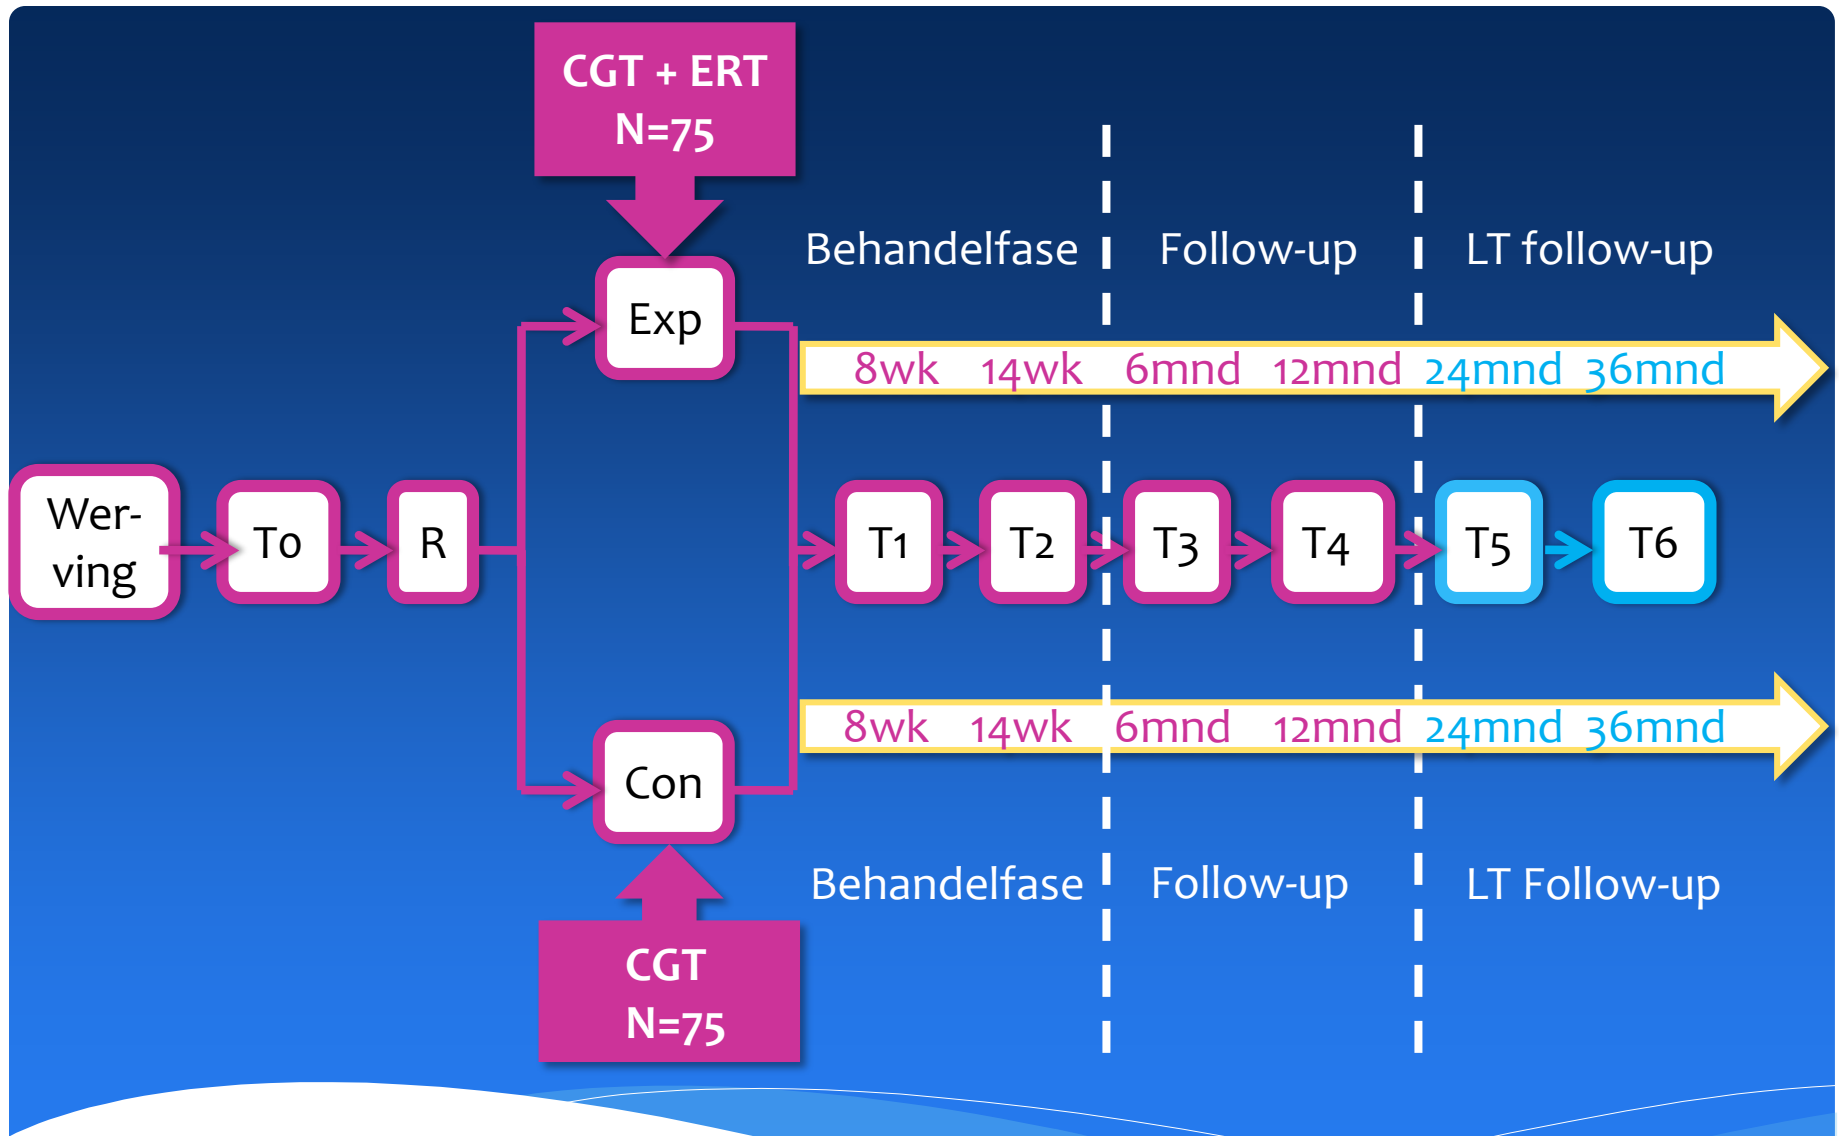 CGT + ERT
N=75
Behandelfase
Follow-up
LT follow-up
Exp
8wk 14wk 6mnd 12mnd 24mnd 36mnd
Wer-
ving
T0
R
T1
T2
T3
T4
T5
T6
8wk 14wk 6mnd 12mnd 24mnd 36mnd
Con
Behandelfase
Follow-up
LT Follow-up
CGT
N=75